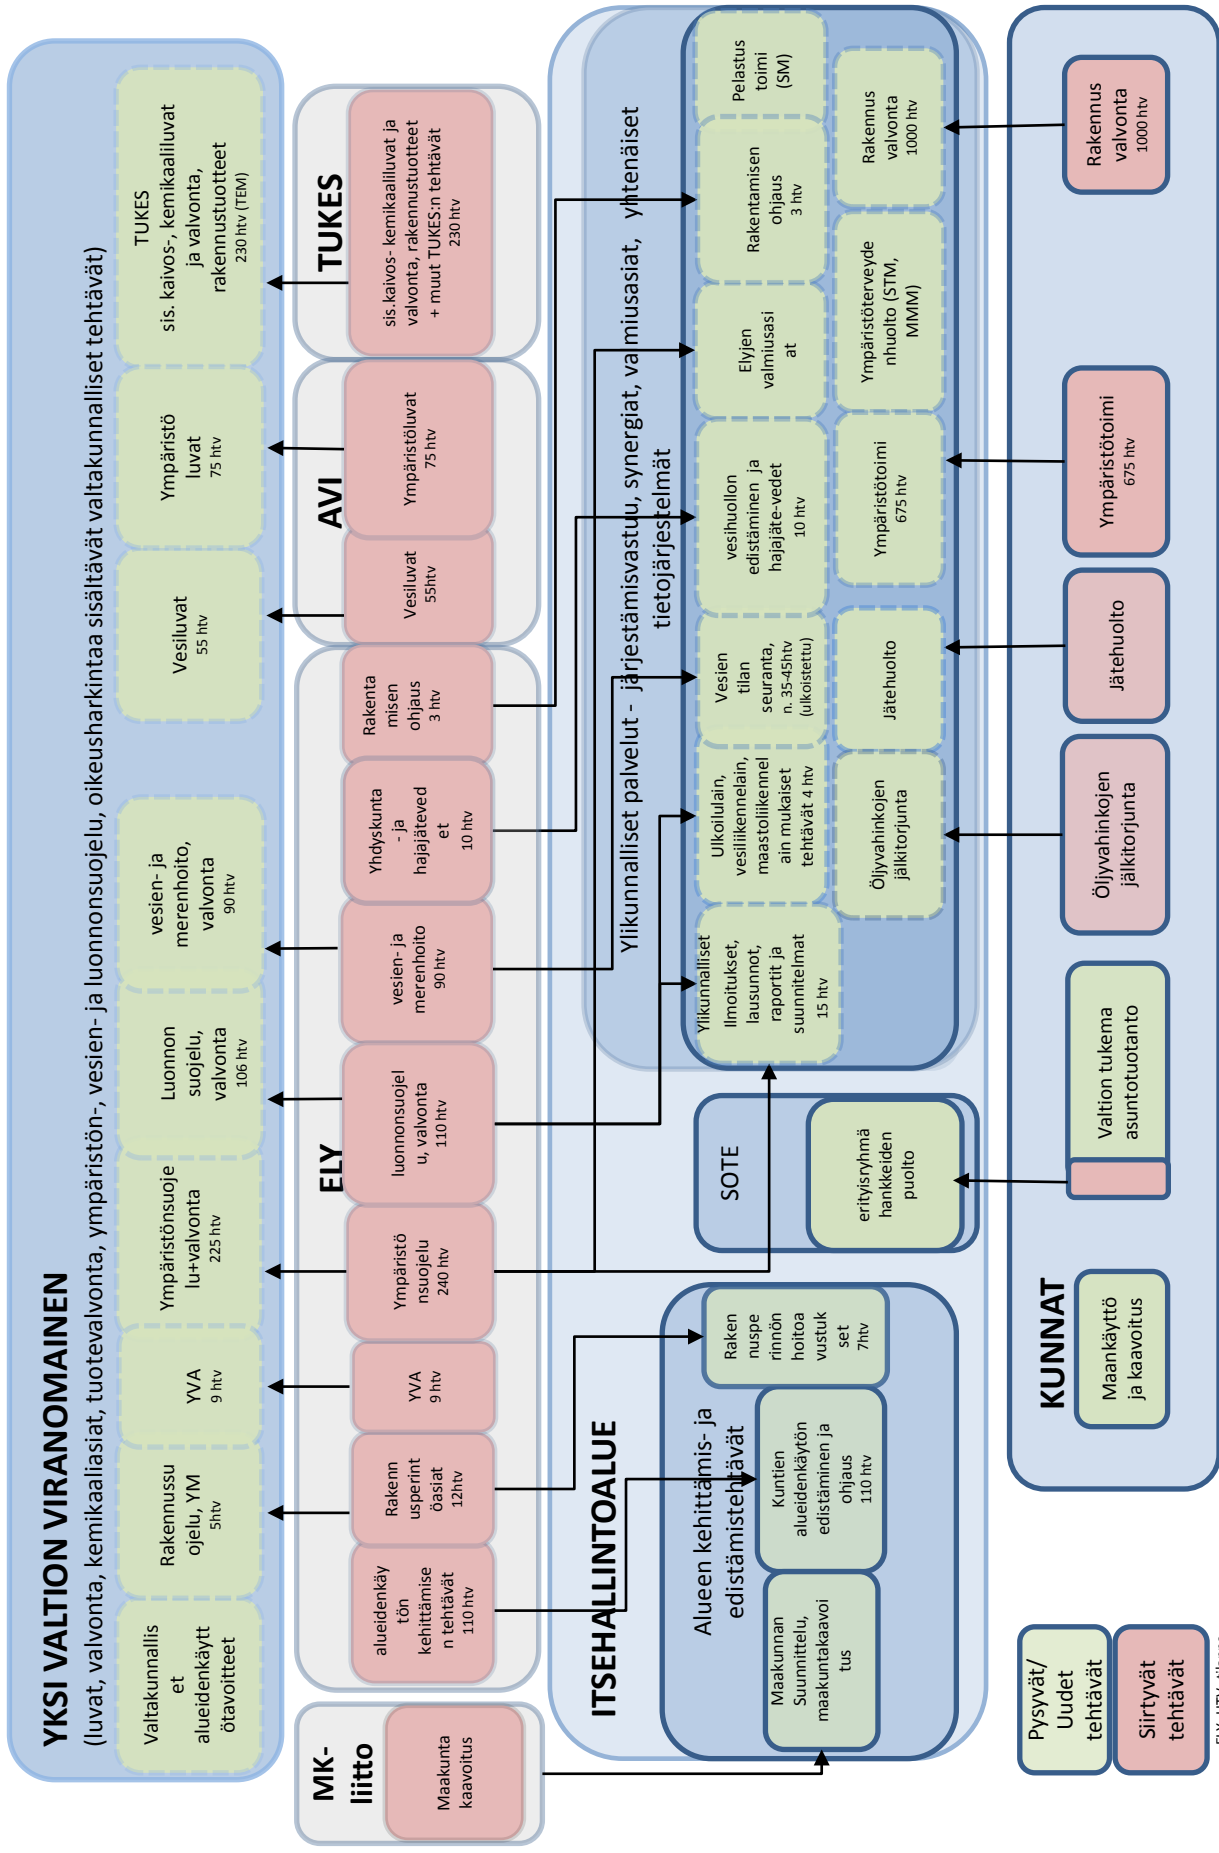 YKSI VALTION VIRANOMAINEN
(luvat, valvonta, kemikaaliasiat, tuotevalvonta, ympäristön-, vesien- ja luonnonsuojelu, oikeusharkintaa sisältävät valtakunnalliset tehtävät)
Valtakunnallis
et
alueidenkäytt
ötavoitteet
Rakennussu
ojelu, YM
5htv
YVA
9 htv
Ympäristönsuoje
lu+valvonta
225 htv
Luonnon
suojelu,
valvonta
106 htv
vesien- ja
merenhoito,
valvonta
90 htv
Vesiluvat
55 htv
Ympäristö
luvat
75 htv
TUKES
sis. kaivos-, kemikaaliluvat
ja valvonta,
rakennustuotteet
230 htv (TEM)
MK-
liitto
Maakunta
kaavoitus
ELY
alueidenkäy
tön
kehittämise
n tehtävät
110 htv
Rakenn
usperint
öasiat
12htv
YVA
9 htv
Ympäristö
nsuojelu
240 htv
luonnonsuojel
u, valvonta
110 htv
vesien- ja
merenhoito
90 htv
Yhdyskunta
- ja
hajajäteved
et
10 htv
Rakenta
misen
ohjaus
3 htv
AVI
Vesiluvat
55htv
Ympäristöluvat
75 htv
TUKES
sis.kaivos- kemikaaliluvat ja
valvonta, rakennustuotteet
+ muut TUKES:n tehtävät
230 htv
ITSEHALLINTOALUE
Alueen kehittämis- ja
edistämistehtävät
Maakunnan
Suunnittelu,
maakuntakaavoi
tus
Kuntien
alueidenkäytön
edistäminen ja
ohjaus
110 htv
Raken
nuspe
rinnön
hoitoa
vustuk
set
7htv
SOTE
erityisryhmä
hankkeiden
puolto
Ylikunnalliset palvelut - järjestämisvastuu, synergiat, valmiusasiat, yhtenäiset
tietojärjestelmät
Ylikunnalliset
Ilmoitukset,
lausunnot,
raportit ja
suunnitelmat
15 htv
Ulkoilulain,
vesiliikennelain,
maastoliikennel
ain mukaiset
tehtävät 4 htv
Vesien
tilan
seuranta,
n. 35-45htv
(ulkoistettu)
vesihuollon
edistäminen ja
hajajäte-vedet
10 htv
Elyjen
valmiusasi
at
Rakentamisen
ohjaus
3 htv
Pelastus
toimi
(SM)
Öljyvahinkojen
jälkitorjunta
Jätehuolto
Ympäristötoimi
675 htv
Ympäristöterveyde
nhuolto (STM,
MMM)
Rakennus
valvonta
1000 htv
KUNNAT
Maankäyttö
ja kaavoitus
Valtion tukema
asuntotuotanto
Öljyvahinkojen
jälkitorjunta
Jätehuolto
Ympäristötoimi
675 htv
Rakennus
valvonta
1000 htv
Pysyvät/
Uudet
tehtävät
Siirtyvät
tehtävät